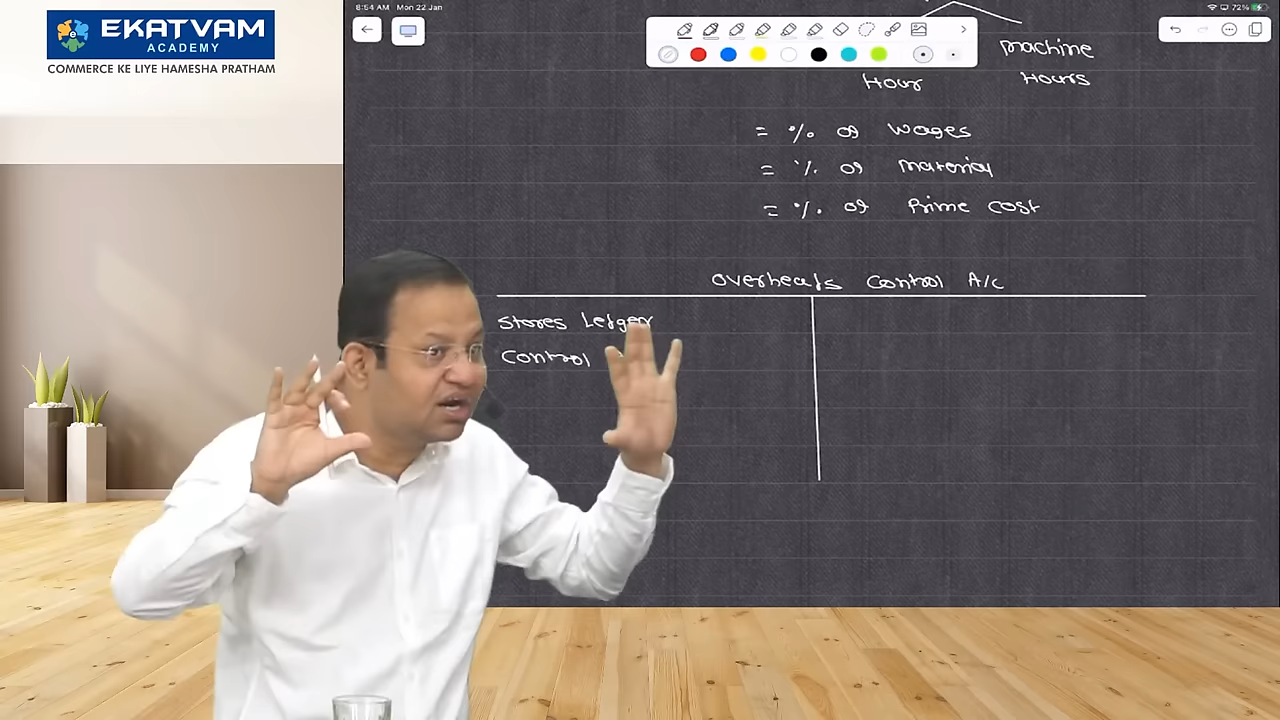 EKATVAM
ACADEMY
COMMERCE KE LIYE HAMESHA PRATHAM
8:54 AM Mon 22 Jan
72%
machine
Hour Hours
= % of wages
= % of material
= % of Prime cost
overheads control A/c
Stores Ledger
Control